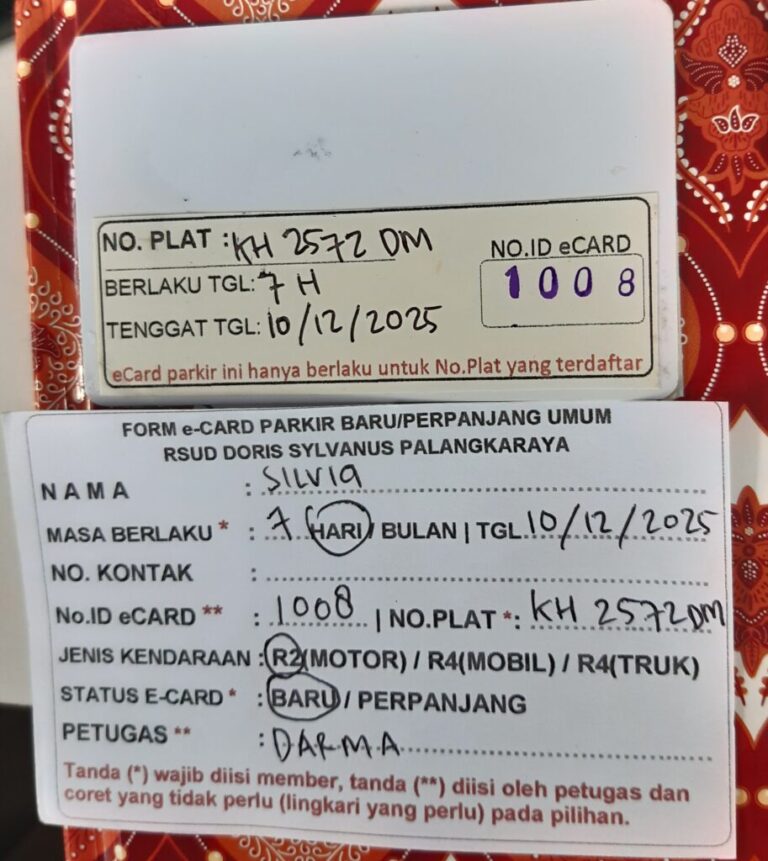 NO. PLAT : KH 2572 DM
NO.ID eCARD
BERLAKU TGL: 7 H
1008
TENGGAT TGL: 10/12/2025
eCard parkir ini hanya berlaku untuk No.Plat yang terdaftar
FORM e-CARD PARKIR BARU/PERPANJANG UMUM
RSUD DORIS SYLVANUS PALANGKARAYA
NAMA : SILVIA
MASA BERLAKU * : 7 HARI / BULAN | TGL 10/12/2025
NO. KONTAK :
No.ID eCARD ** : 1008 | NO.PLAT *: KH 2572 DM
JENIS KENDARAAN : R2(MOTOR) / R4(MOBIL) / R4(TRUK)
STATUS E-CARD * : BARU / PERPANJANG
PETUGAS ** : DARMA
Tanda (*) wajib diisi member, tanda (**) diisi oleh petugas dan
coret yang tidak perlu (lingkari yang perlu) pada pilihan.